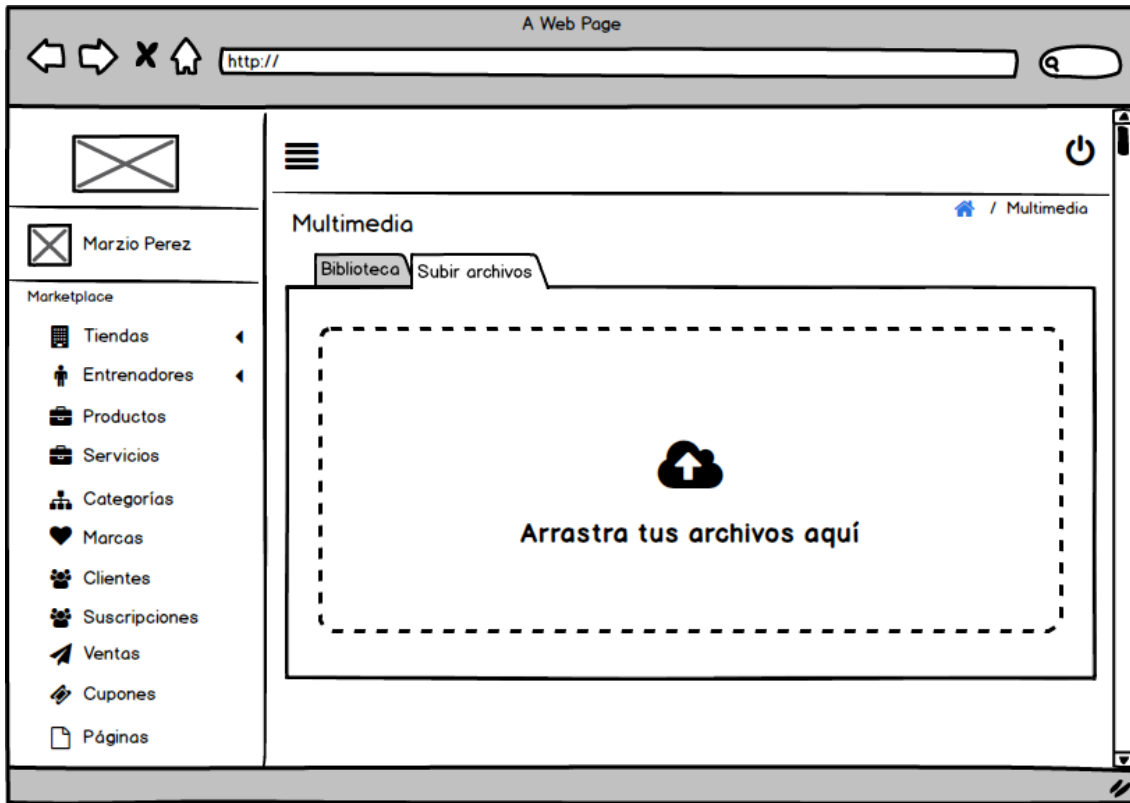 A Web Page
http://
Marzio Perez
Marketplace
Tiendas
Entrenadores
Productos
Servicios
Categorías
Marcas
Clientes
Suscripciones
Ventas
Cupones
Páginas
/ Multimedia
Multimedia
Biblioteca
Subir archivos
Arrastra tus archivos aquí